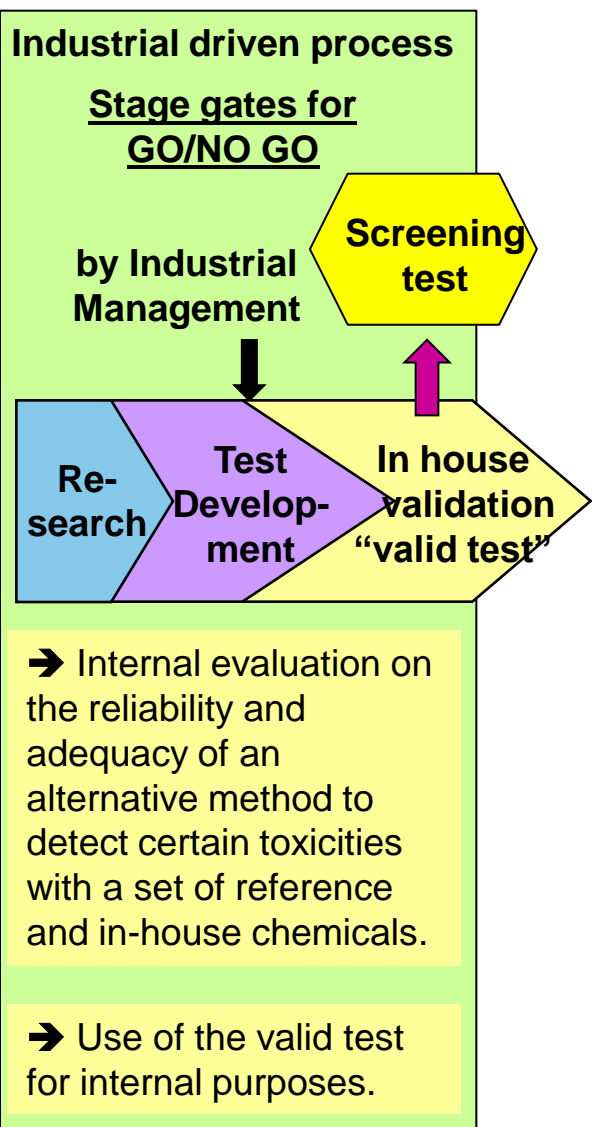 Industrial driven process
Stage gates for
GO/NO GO
by Industrial
Management
Screening
test
Re-
search
Test
Develop-
ment
In house
validation
“valid test”
➔ Internal evaluation on
the reliability and
adequacy of an
alternative method to
detect certain toxicities
with a set of reference
and in-house chemicals.
➔ Use of the valid test
for internal purposes.